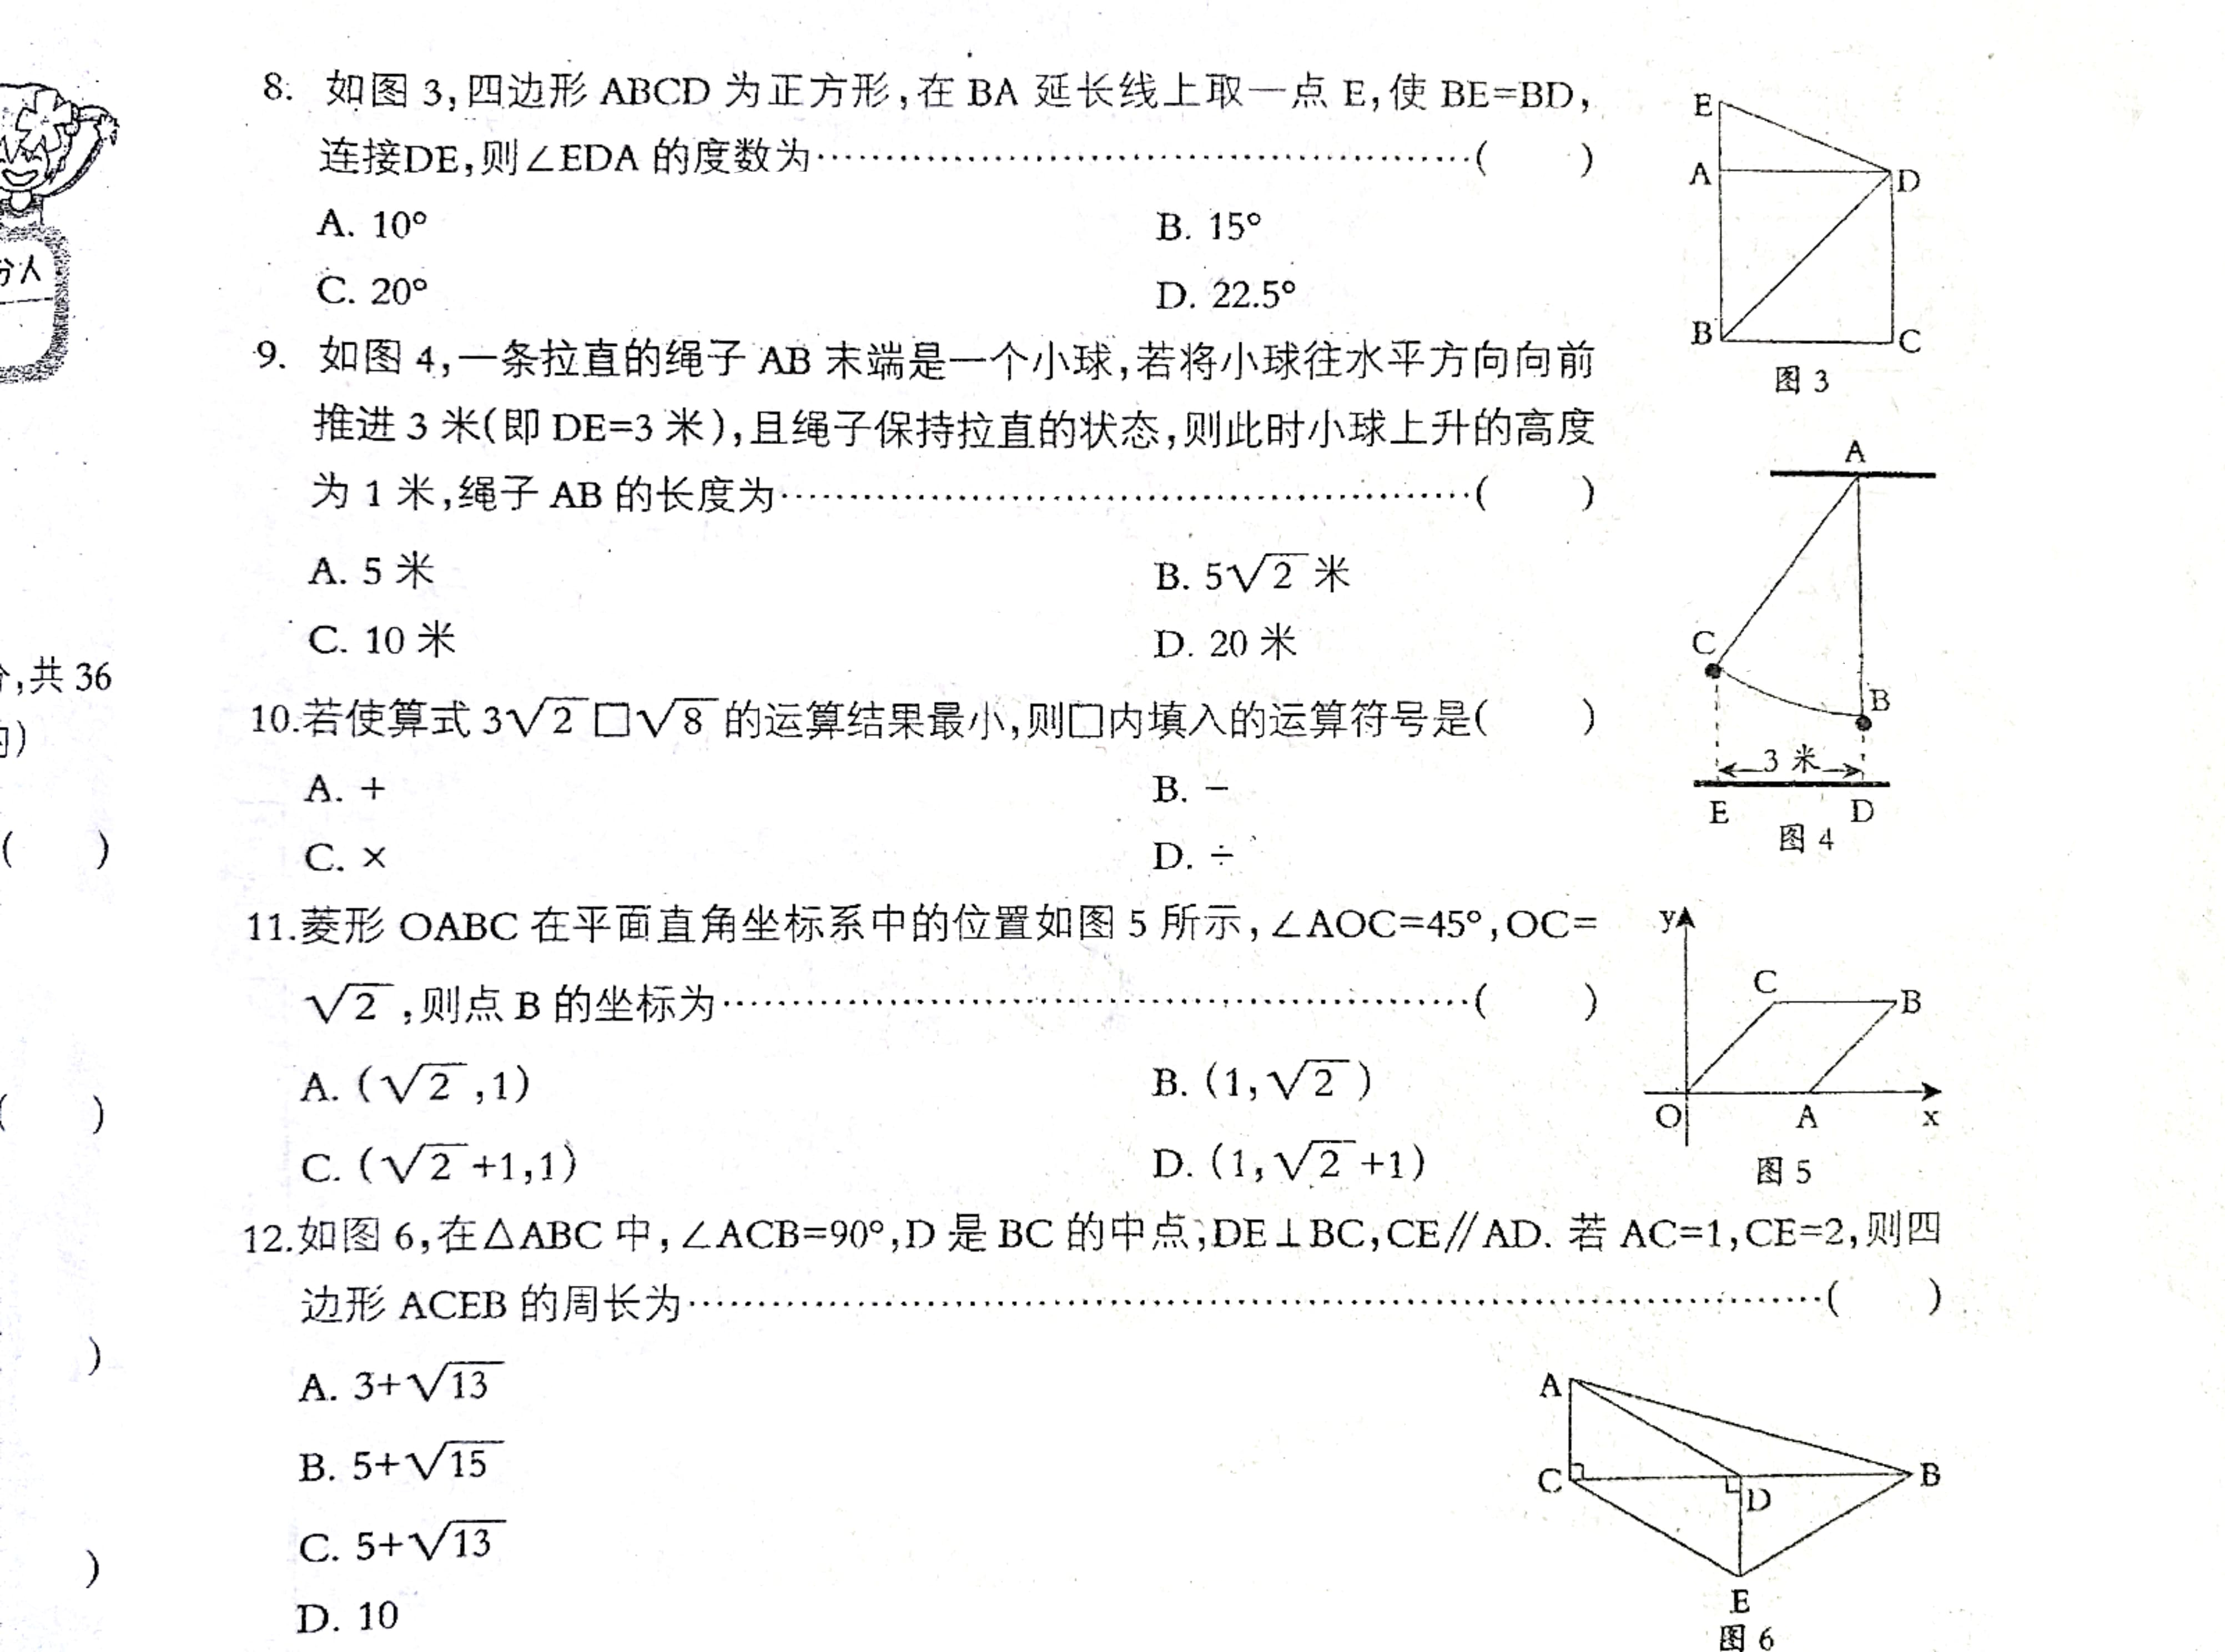 8. 如图 3,四边形 ABCD 为正方形,在 BA 延长线上取一点 E,使 BE=BD,
连接DE,则∠EDA 的度数为……………………………………………( )
A. 10° B. 15°
C. 20° D. 22.5°
E
A
D
B
C
图 3
9. 如图 4,一条拉直的绳子 AB 末端是一个小球,若将小球往水平方向向前
推进 3 米(即 DE=3 米),且绳子保持拉直的状态,则此时小球上升的高度
为 1 米,绳子 AB 的长度为………………………………………………( )
A. 5 米 B. 5√2 米
C. 10 米 D. 20 米
A
C
B
3 米
E D
图 4
10.若使算式 3√2 □√8 的运算结果最小,则□内填入的运算符号是( )
A. + B. −
C. × D. ÷
11.菱形 OABC 在平面直角坐标系中的位置如图 5 所示,∠AOC=45°,OC=
√2 ,则点 B 的坐标为……………………………………………………( )
A. (√2 ,1) B. (1,√2 )
C. (√2 +1,1) D. (1,√2 +1)
y
C
B
O A x
图 5
12.如图 6,在△ABC 中,∠ACB=90°,D 是 BC 的中点,DE⊥BC,CE∥AD. 若 AC=1,CE=2,则四
边形 ACEB 的周长为………………………………………………………………………………( )
A. 3+√13
B. 5+√15
C. 5+√13
D. 10
A
C
D
B
E
图 6
分人
,共 36
( )
( )
)
)